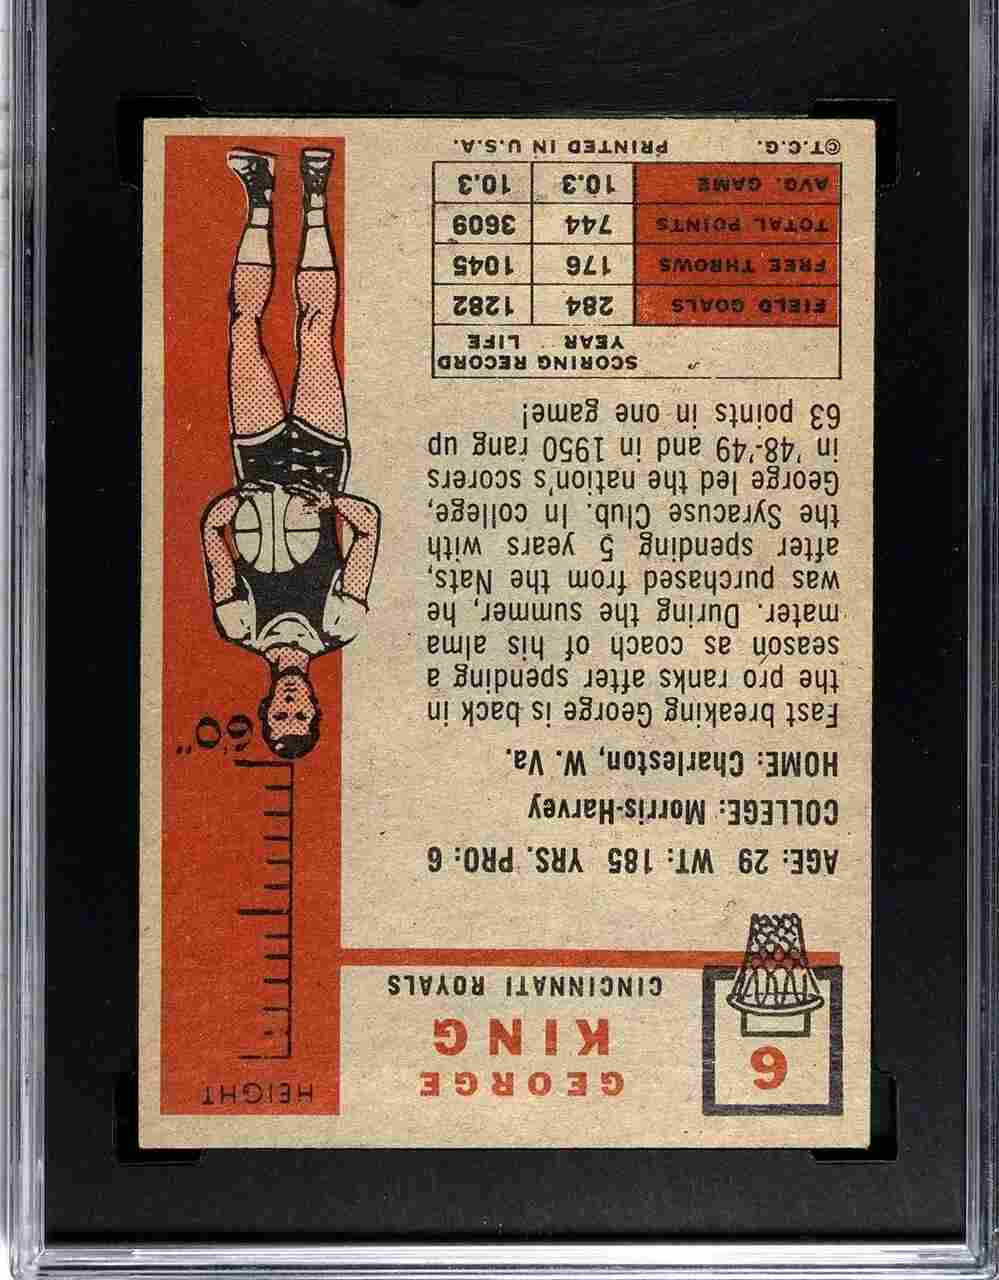 6
GEORGE
KING
CINCINNATI ROYALS
HEIGHT
6'0"
AGE: 29 WT: 185 YRS. PRO: 6
COLLEGE: Morris-Harvey
HOME: Charleston, W. Va.
Fast breaking George is back in
the pro ranks after spending a
season as coach of his alma
mater. During the summer, he
was purchased from the Nats,
after spending 5 years with
the Syracuse Club. In college,
George led the nation's scorers
in '48-'49 and in 1950 rang up
63 points in one game!
SCORING RECORD
YEAR LIFE
FIELD GOALS 284 1282
FREE THROWS 176 1045
TOTAL POINTS 744 3609
AVG. GAME 10.3 10.3
©T.C.G. PRINTED IN U.S.A.